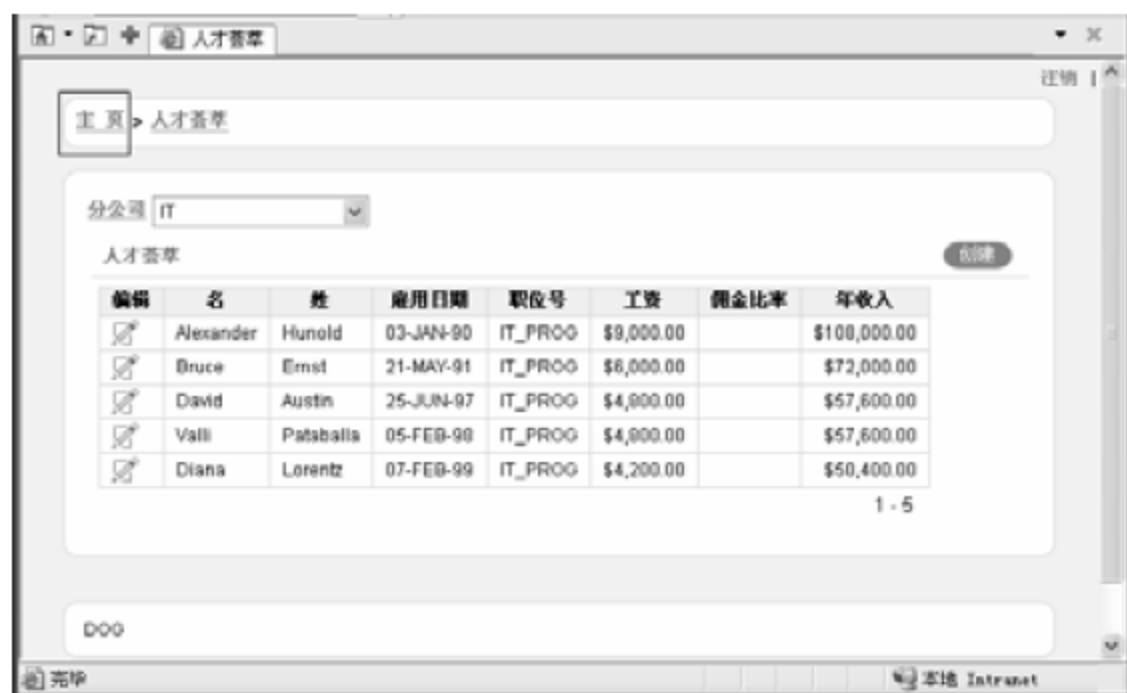 人才荟萃
注销 |
主 页 > 人才荟萃
分公司 IT
人才荟萃 创建
编辑 名 姓 雇用日期 职位号 工资 佣金比率 年收入
Alexander Hunold 03-JAN-90 IT_PROG $9,000.00 $108,000.00
Bruce Ernst 21-MAY-91 IT_PROG $6,000.00 $72,000.00
David Austin 25-JUN-97 IT_PROG $4,800.00 $57,600.00
Valli Pataballa 05-FEB-98 IT_PROG $4,800.00 $57,600.00
Diana Lorentz 07-FEB-99 IT_PROG $4,200.00 $50,400.00
1 - 5
DOG
完毕 本地 Intranet